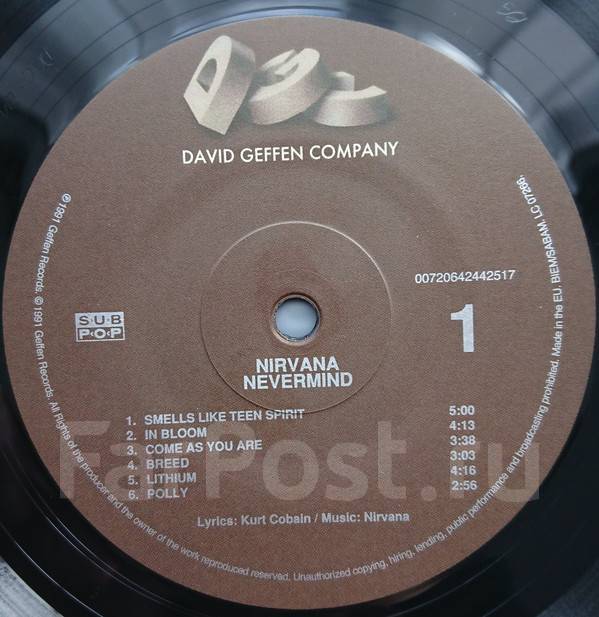 DGC
DAVID GEFFEN COMPANY
00720642442517
1
SUB
POP
NIRVANA
NEVERMIND
1. SMELLS LIKE TEEN SPIRIT 5:00
2. IN BLOOM 4:13
3. COME AS YOU ARE 3:38
4. BREED 3:03
5. LITHIUM 4:16
6. POLLY 2:56
Lyrics: Kurt Cobain / Music: Nirvana
℗1991 Geffen Records. © 1991 Geffen Records. All Rights of the producer and the owner of the work reproduced reserved. Unauthorized copying, hiring, lending, public performance and broadcasting prohibited. Made in the EU. BIEM/SABAM. LC 07266.
FarPost.ru